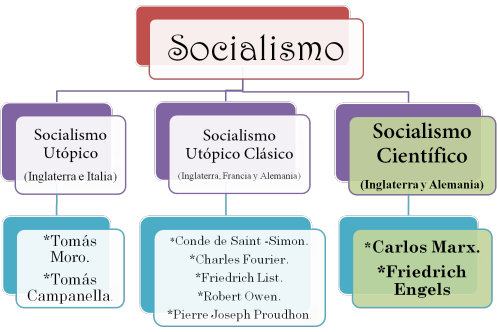 Socialismo
Socialismo
Utópico
(Inglaterra e Italia)
Socialismo
Utópico Clásico
(Inglaterra, Francia y Alemania)
Socialismo
Científico
(Inglaterra y Alemania)
*Tomás
Moro.
*Tomás
Campanella.
*Conde de Saint -Simon.
*Charles Fourier.
*Friedrich List.
*Robert Owen.
*Pierre Joseph Proudhon.
*Carlos Marx.
*Friedrich
Engels